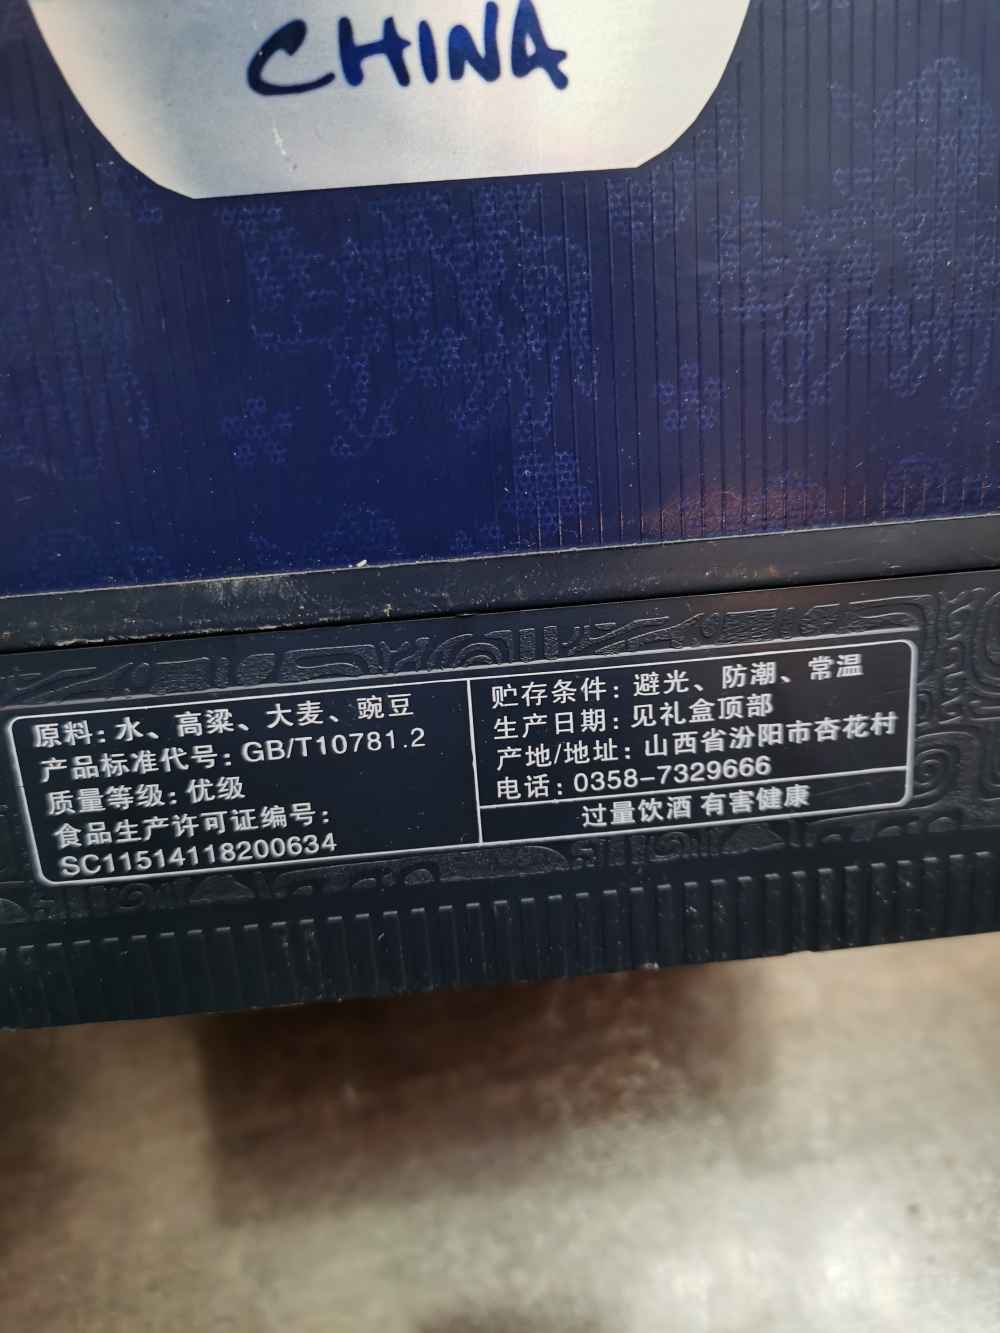 CHINA
原料: 水、高粱、大麦、豌豆
产品标准代号: GB/T10781.2
质量等级: 优级
食品生产许可证编号:
SC11514118200634
贮存条件: 避光、防潮、常温
生产日期: 见礼盒顶部
产地/地址: 山西省汾阳市杏花村
电话: 0358-7329666
过量饮酒 有害健康